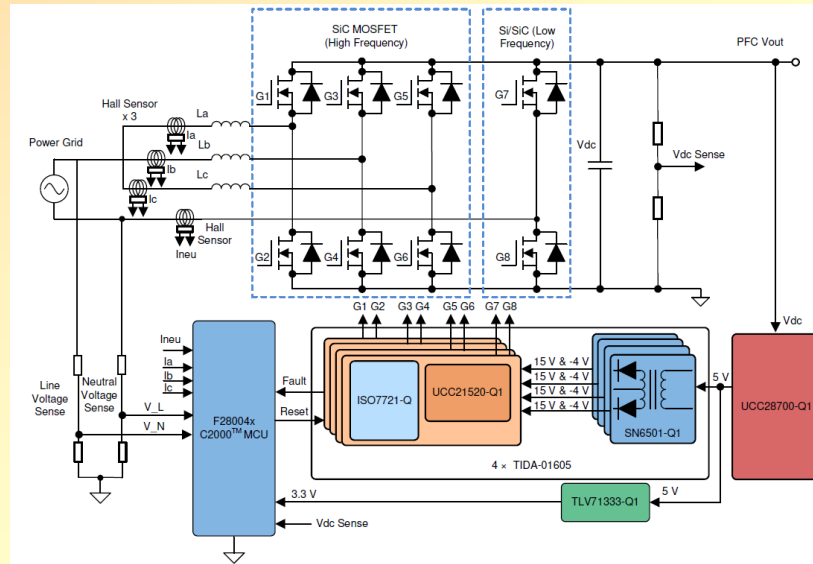 SiC MOSFET
(High Frequency)
Si/SiC (Low
Frequency)
PFC Vout
G1
G3
G5
G7
Hall Sensor
x 3
La
Ia
Power Grid
Lb
Ib
Lc
Ic
Vdc
Vdc Sense
Hall
Sensor
Ineu
G2
G4
G6
G8
G1
G2
G3
G4
G5
G6
G7
G8
Vdc
Ineu
Ia
Ib
Ic
Line
Voltage
Sense
Neutral
Voltage
Sense
V_L
V_N
F28004x
C2000™ MCU
Fault
Reset
ISO7721-Q
UCC21520-Q1
15 V & -4 V
15 V & -4 V
15 V & -4 V
15 V & -4 V
SN6501-Q1
5 V
UCC28700-Q1
4 × TIDA-01605
3.3 V
TLV71333-Q1
5 V
Vdc Sense